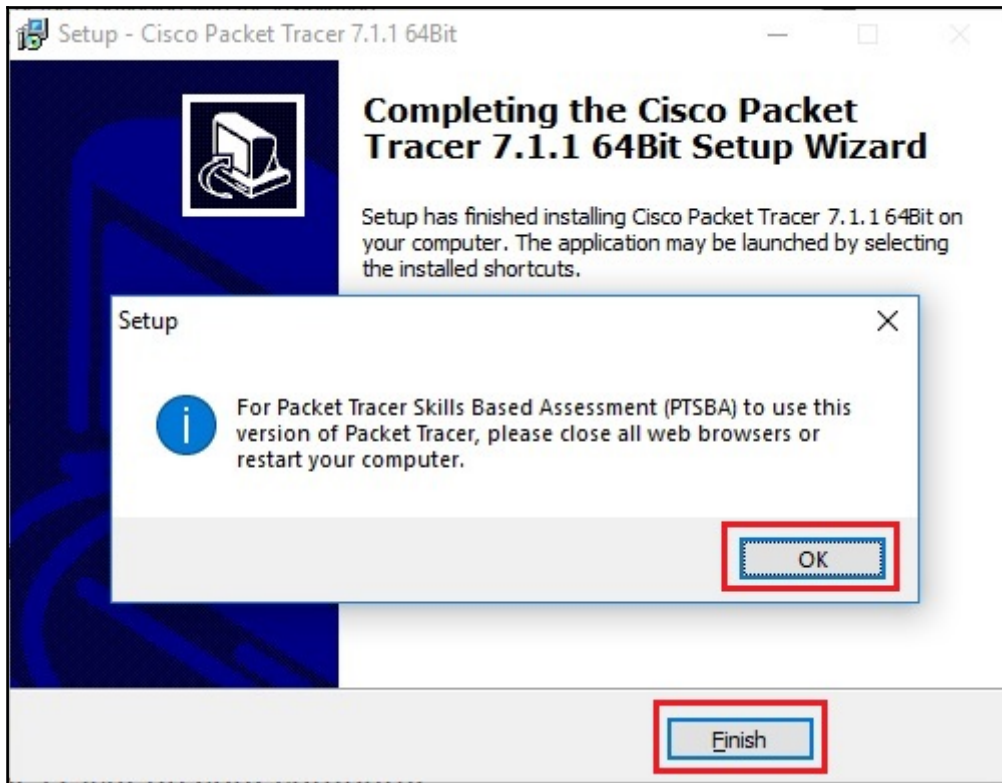 Setup - Cisco Packet Tracer 7.1.1 64Bit
Completing the Cisco Packet
Tracer 7.1.1 64Bit Setup Wizard
Setup has finished installing Cisco Packet Tracer 7.1.1 64Bit on
your computer. The application may be launched by selecting
the installed shortcuts.
Setup
For Packet Tracer Skills Based Assessment (PTSBA) to use this
version of Packet Tracer, please close all web browsers or
restart your computer.
OK
Finish